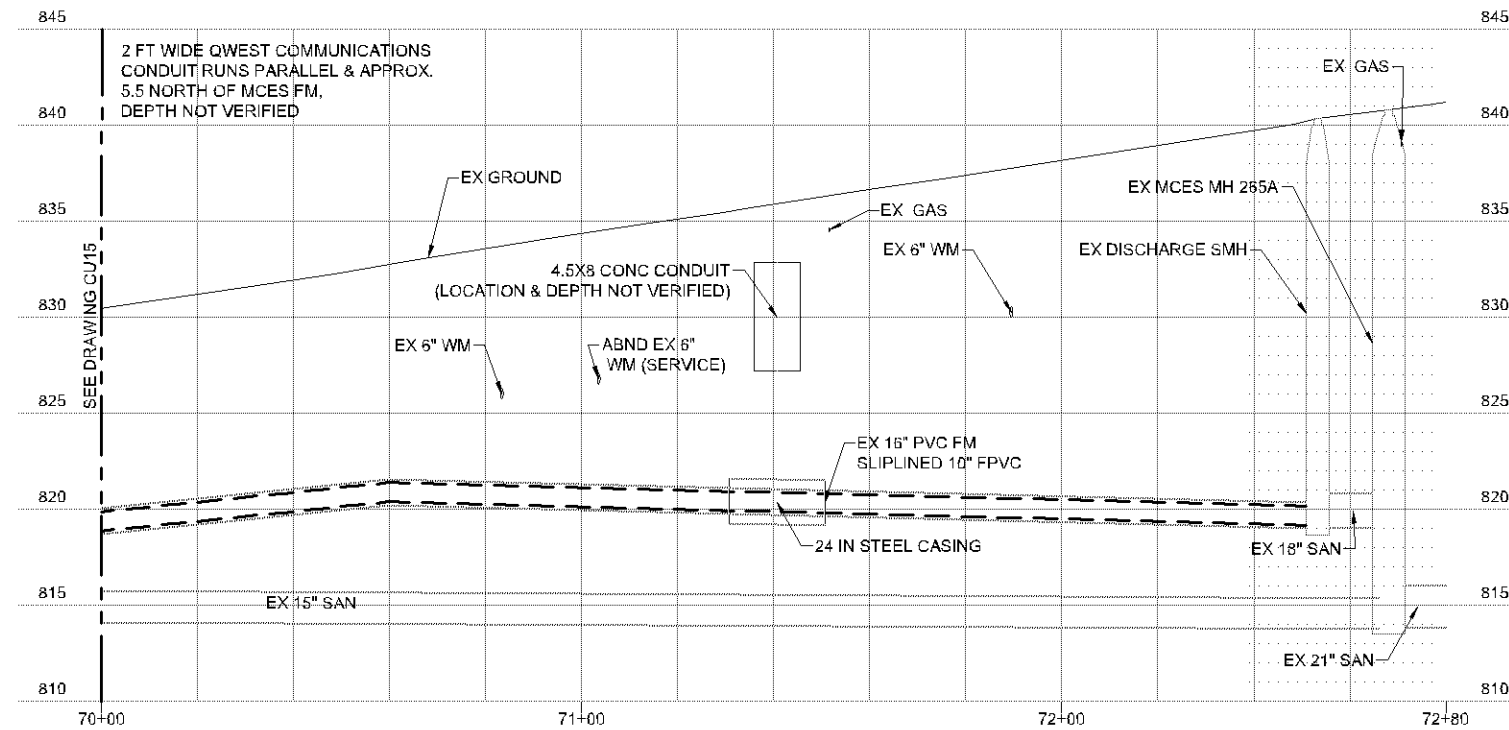 845
845
2 FT WIDE QWEST COMMUNICATIONS
CONDUIT RUNS PARALLEL & APPROX.
5.5 NORTH OF MCES FM,
DEPTH NOT VERIFIED
EX GAS
840
840
EX GROUND
EX MCES MH 265A
835
835
EX GAS
EX 6" WM
EX DISCHARGE SMH
4.5X8 CONC CONDUIT
(LOCATION & DEPTH NOT VERIFIED)
SEE DRAWING CU15
830
830
EX 6" WM
ABND EX 6"
WM (SERVICE)
825
825
EX 16" PVC FM
SLIPLINED 10" FPVC
820
820
24 IN STEEL CASING
EX 18" SAN
815
815
EX 15" SAN
EX 21" SAN
810
810
70+00
71+00
72+00
72+80